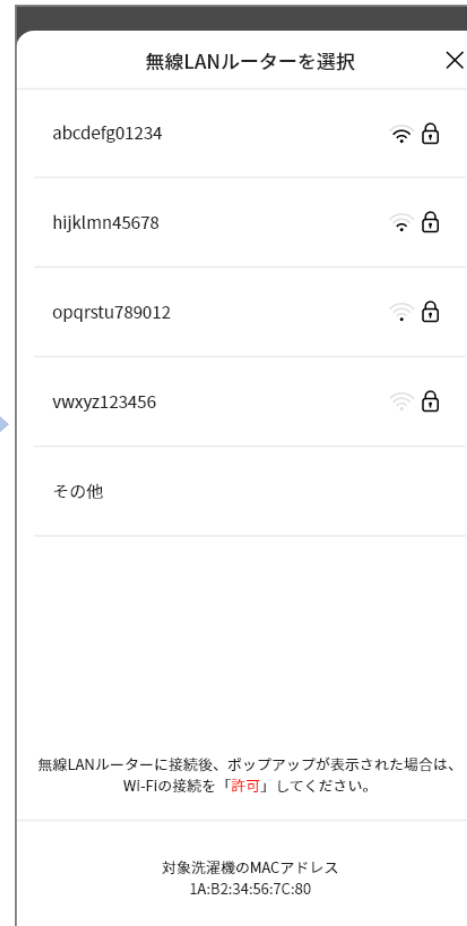 無線LANルーターを選択
abcdefg01234
hijklmn45678
opqrstu789012
vwxyz123456
その他
無線LANルーターに接続後、ポップアップが表示された場合は、
Wi-Fiの接続を「許可」してください。
対象洗濯機のMACアドレス
1A:B2:34:56:7C:80